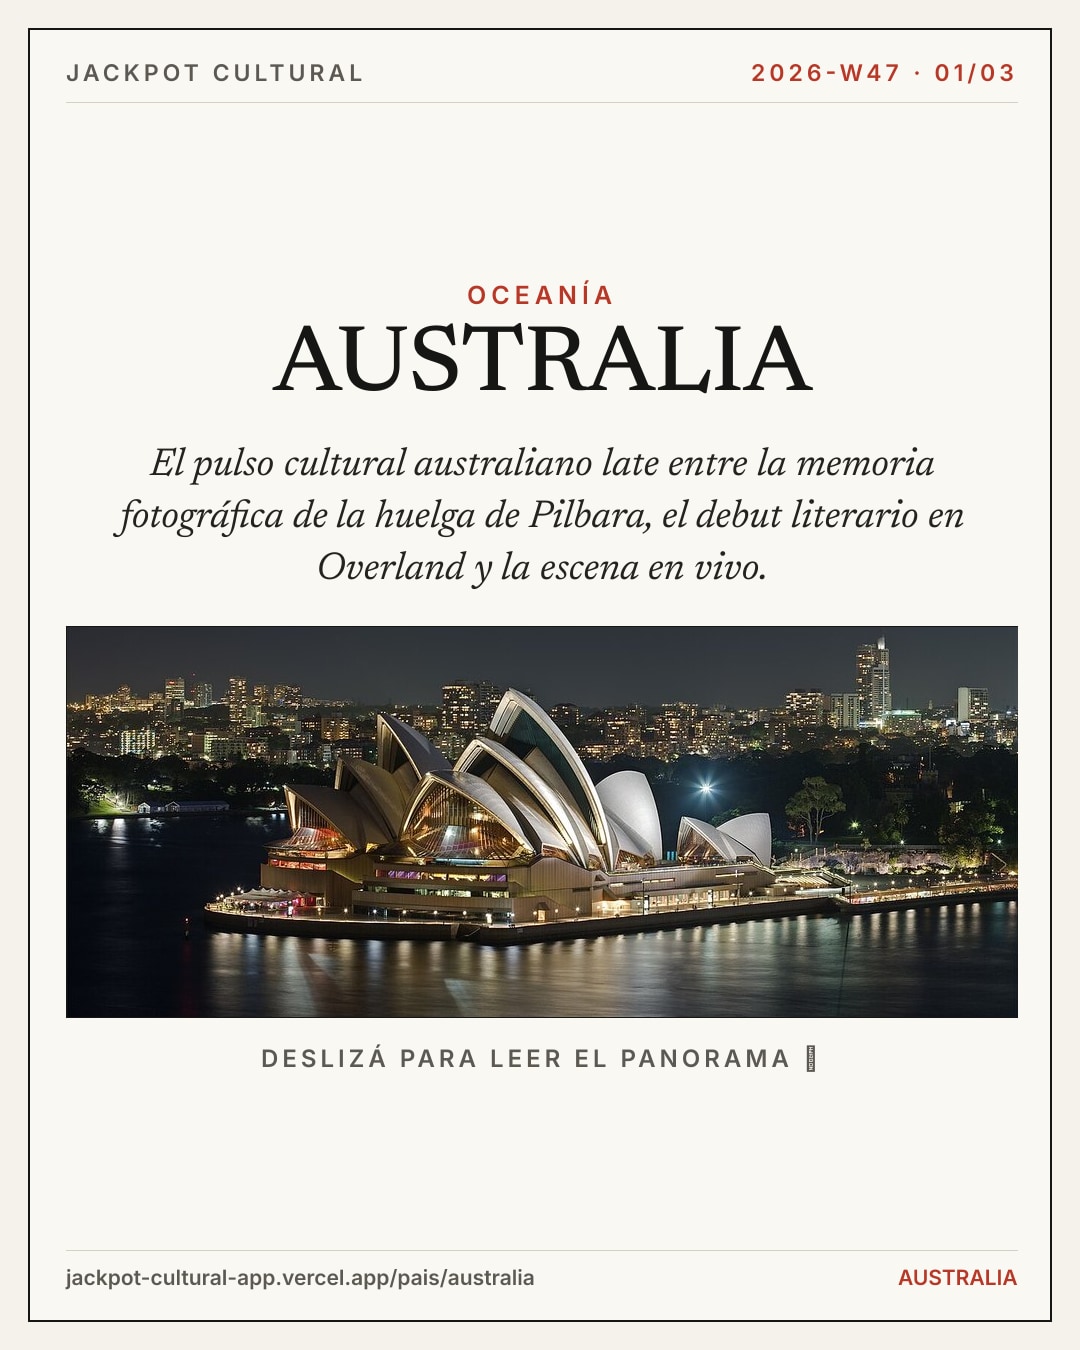 JACKPOT CULTURAL
2026-W47 · 01/03
OCEANÍA
AUSTRALIA
El pulso cultural australiano late entre la memoria
fotográfica de la huelga de Pilbara, el debut literario en
Overland y la escena en vivo.
DESLIZÁ PARA LEER EL PANORAMA
jackpot-cultural-app.vercel.app/pais/australia
AUSTRALIA